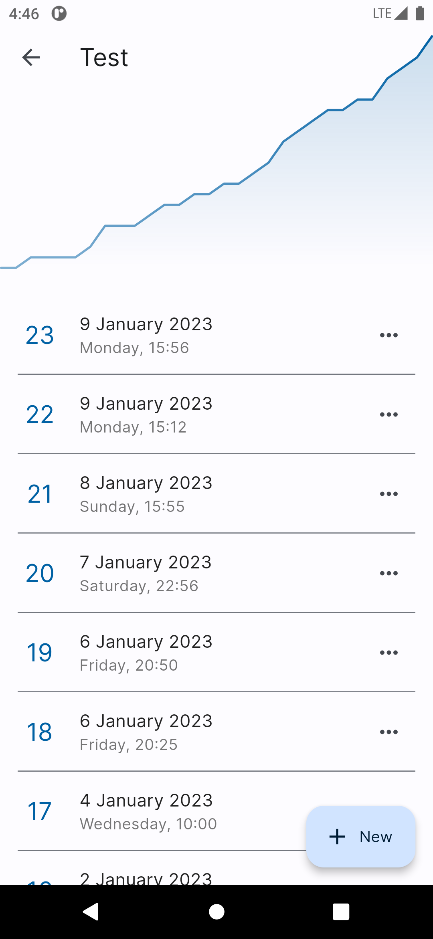 4:46 LTE
Test
23 9 January 2023
Monday, 15:56
22 9 January 2023
Monday, 15:12
21 8 January 2023
Sunday, 15:55
20 7 January 2023
Saturday, 22:56
19 6 January 2023
Friday, 20:50
18 6 January 2023
Friday, 20:25
17 4 January 2023
Wednesday, 10:00
+ New
2 January 2023